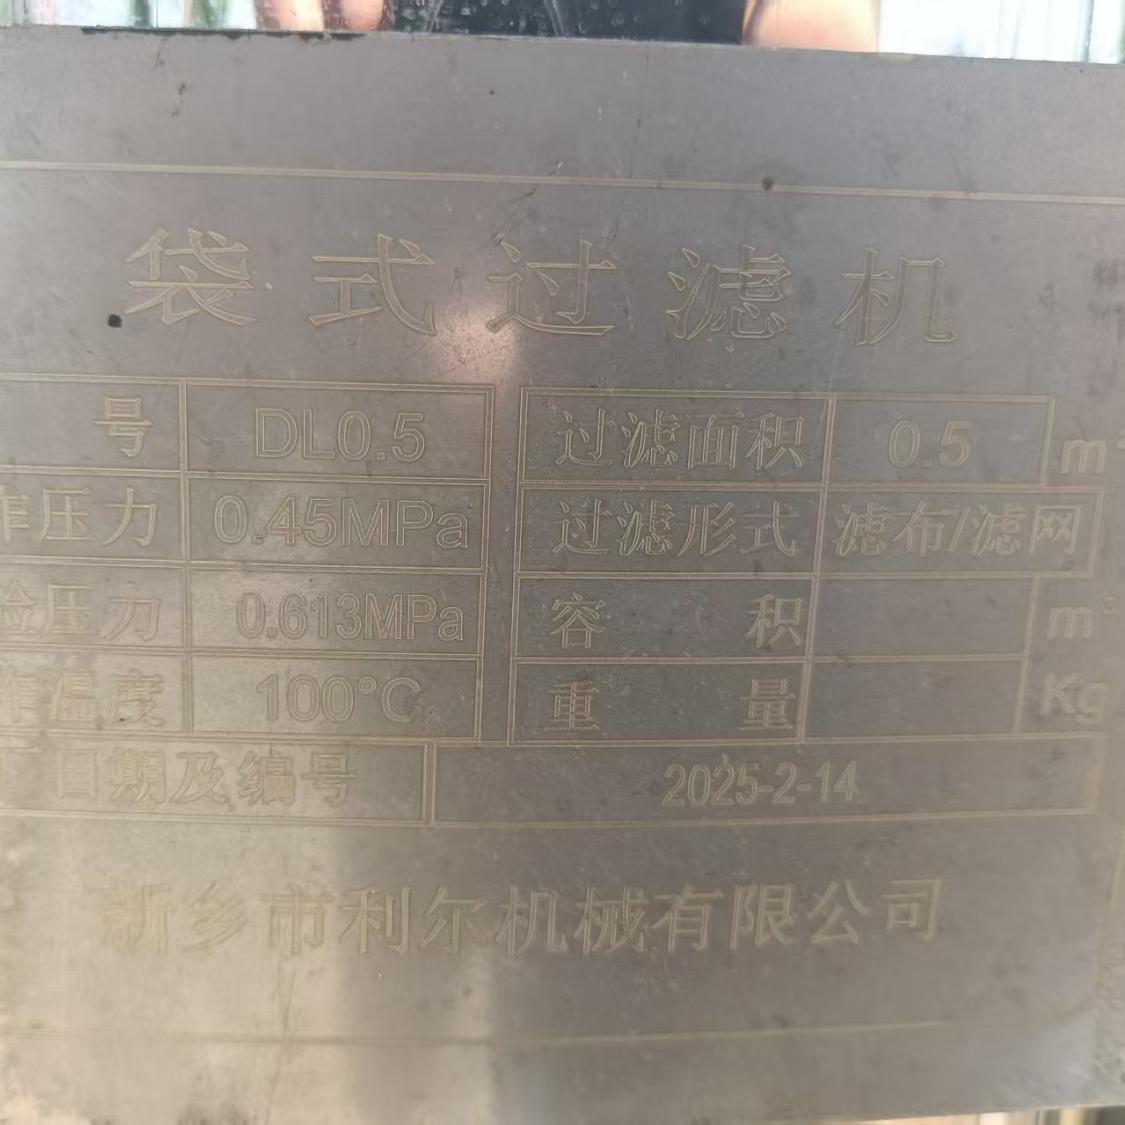 袋式过滤机
号 DL0.5 过滤面积 0.5 m²
作压力 0.45MPa 过滤形式 滤布/滤网
验压力 0.613MPa 容积 m³
作温度 100℃ 重量 Kg
日期及编号 2025-2-14
新乡市利尔机械有限公司